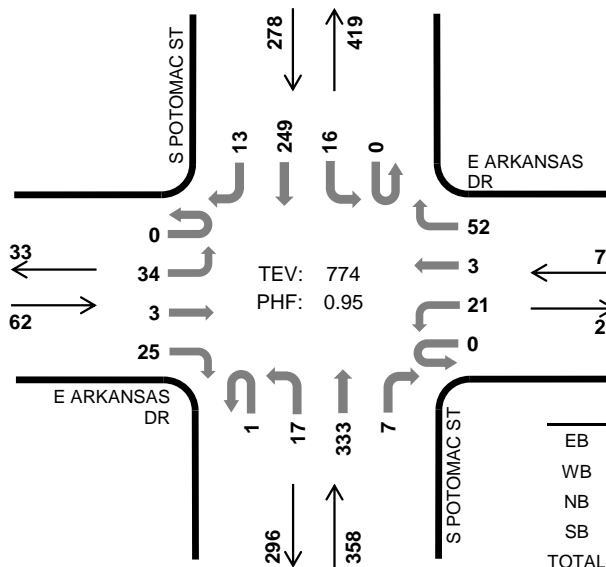 278
419
S POTOMAC ST
13
249
16
0
E ARKANSAS
DR
0
52
33
34
TEV: 774
3
7
62
3
PHF: 0.95
21
2
25
0
E ARKANSAS
DR
1
17
333
7
S POTOMAC ST
EB
WB
NB
SB
TOTAL
296
358